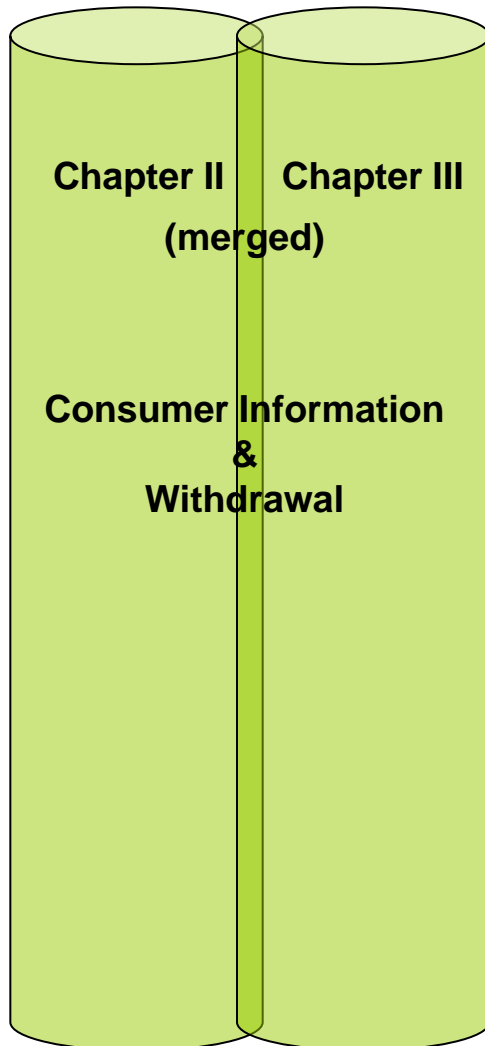 Chapter II Chapter III
(merged)
Consumer Information
&
Withdrawal